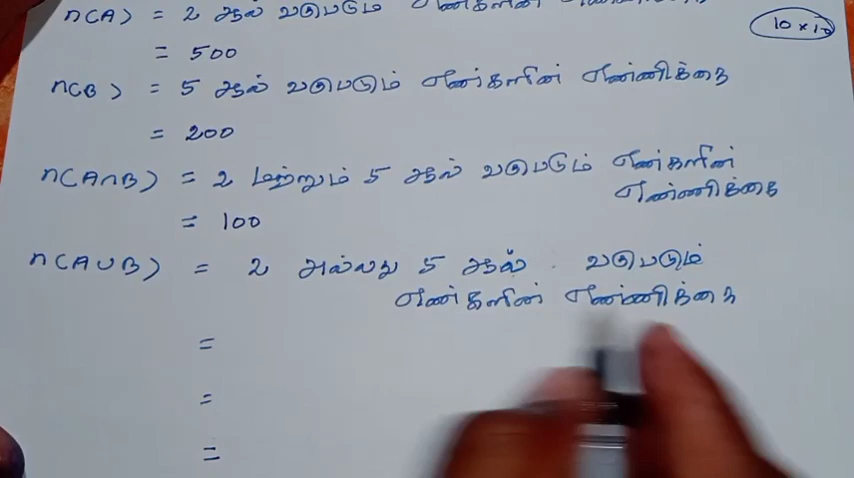 n(A) = 2 ஆல் வகுபடும் எண்களின்
10 x 10
= 500
n(B) = 5 ஆல் வகுபடும் எண்களின் எண்ணிக்கை
= 200
n(A∩B) = 2 மற்றும் 5 ஆல் வகுபடும் எண்களின்
எண்ணிக்கை
= 100
n(A∪B) = 2 அல்லது 5 ஆல் வகுபடும்
எண்களின் எண்ணிக்கை
=
=
=